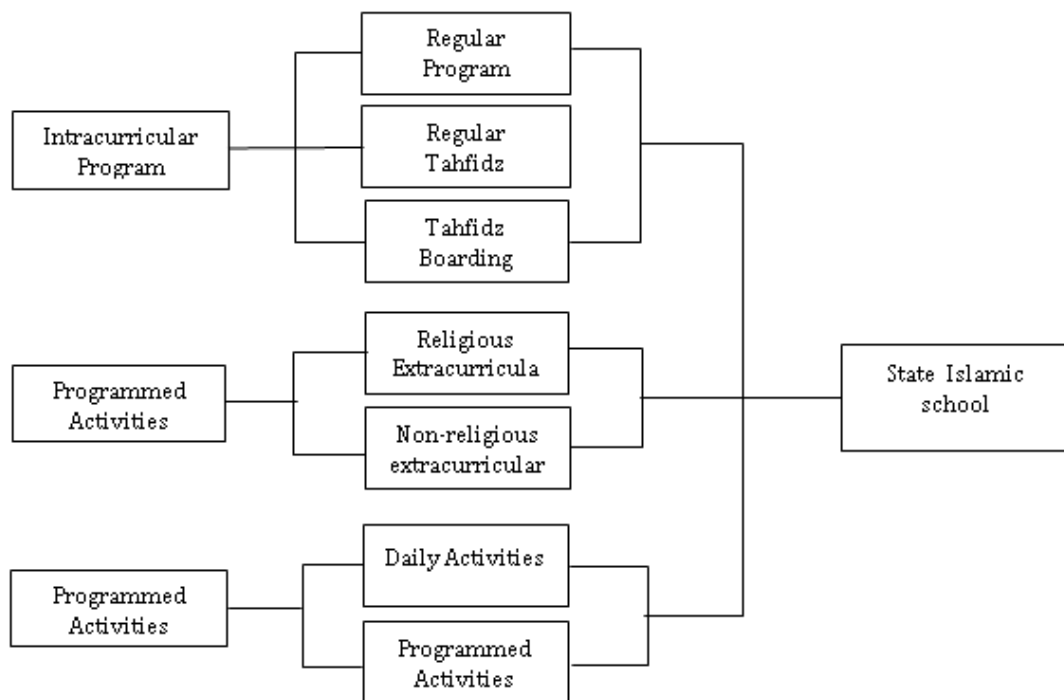 Regular
Program
Intracurricular
Program
Regular
Tahfidz
Tahfidz
Boarding
Religious
Extracurricula
Programmed
Activities
Non-religious
extracurricular
State Islamic
school
Daily Activities
Programmed
Activities
Programmed
Activities